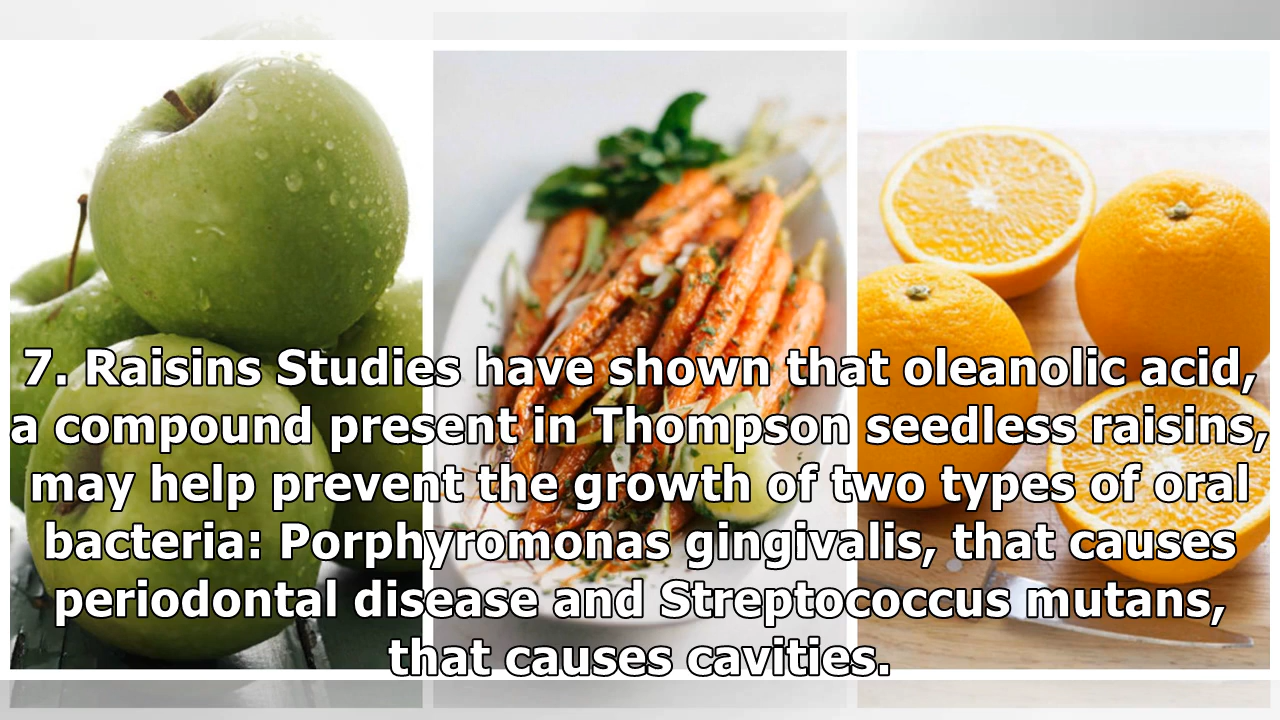 7. Raisins Studies have shown that oleanolic acid,
a compound present in Thompson seedless raisins,
may help prevent the growth of two types of oral
bacteria: Porphyromonas gingivalis, that causes
periodontal disease and Streptococcus mutans,
that causes cavities.